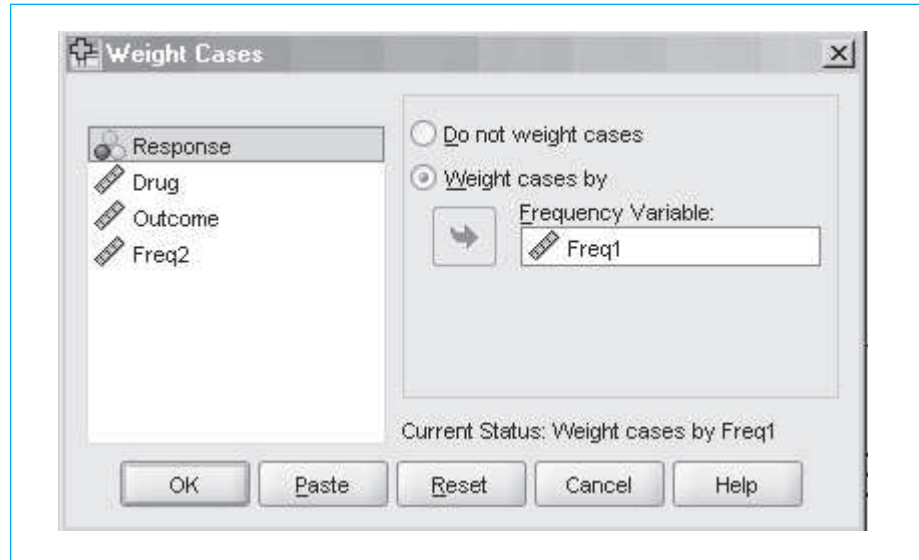 Weight Cases
Response
Drug
Outcome
Freq2
Do not weight cases
Weight cases by
Frequency Variable:
Freq1
Current Status: Weight cases by Freq1
OK
Paste
Reset
Cancel
Help